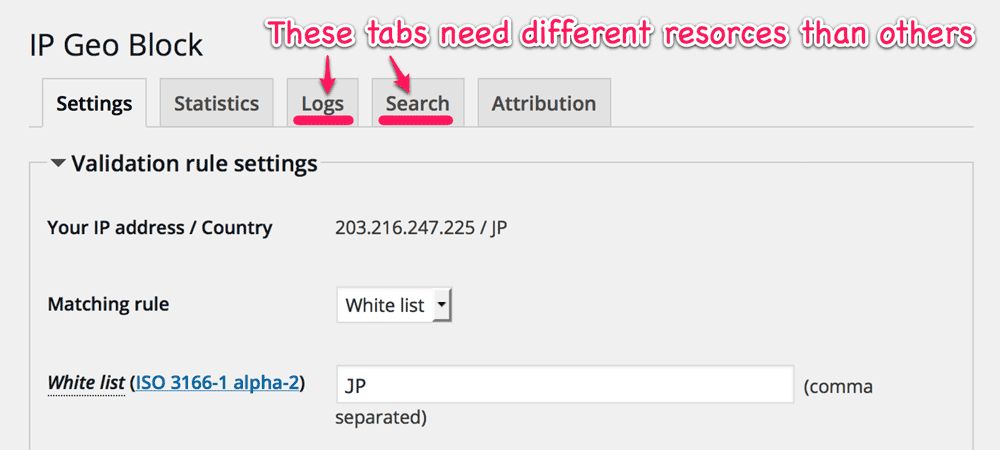 These tabs need different resorces than others
IP Geo Block
Settings Statistics Logs Search Attribution
Validation rule settings
Your IP address / Country 203.216.247.225 / JP
Matching rule White list
White list (ISO 3166-1 alpha-2) JP (comma
separated)